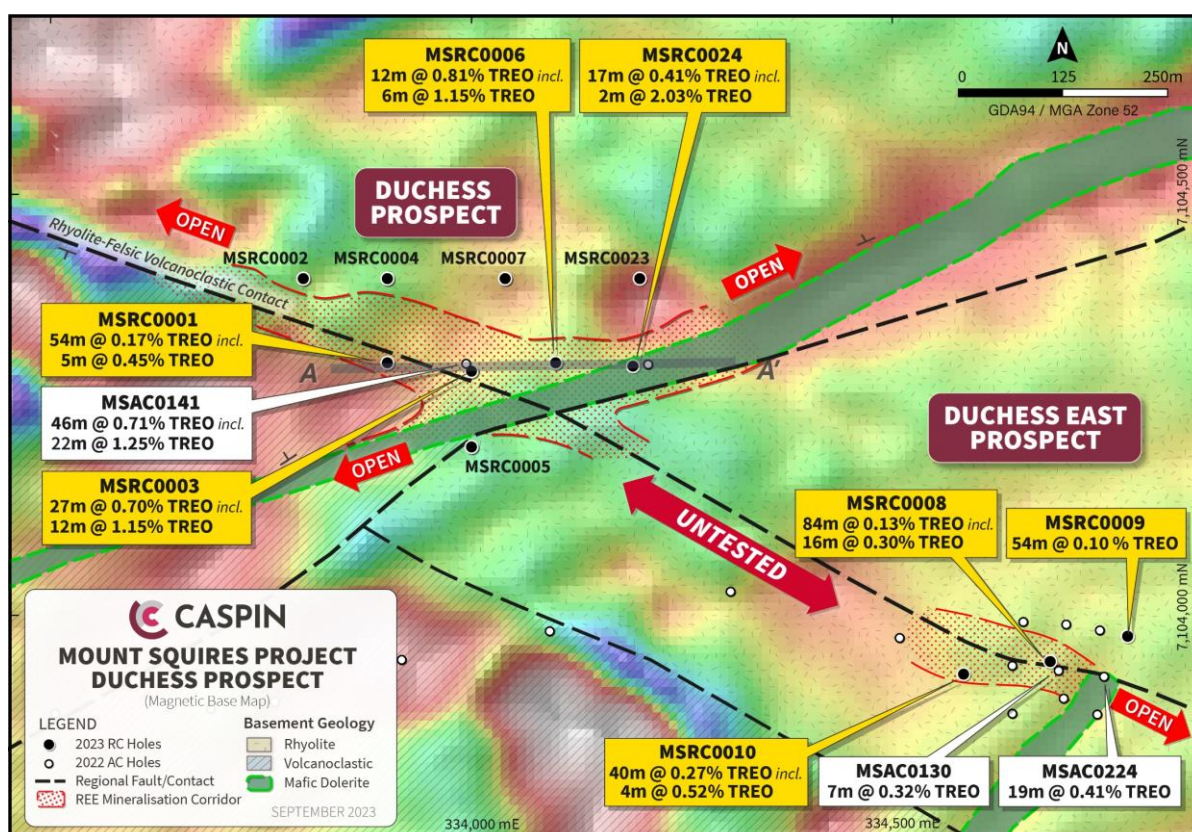 MSRC0006
12m @ 0.81% TREO incl.
6m @ 1.15% TREO
MSRC0024
17m @ 0.41% TREO incl.
2m @ 2.03% TREO
N
0 125 250m
GDA94 / MGA Zone 52
7,104,500 mN
DUCHESS
PROSPECT
OPEN
Rhyolite-Felsic Volcanoclastic Contact
MSRC0002
MSRC0004
MSRC0007
MSRC0023
OPEN
MSRC0001
54m @ 0.17% TREO incl.
5m @ 0.45% TREO
A
A'
MSAC0141
46m @ 0.71% TREO incl.
22m @ 1.25% TREO
DUCHESS EAST
PROSPECT
OPEN
MSRC0005
MSRC0003
27m @ 0.70% TREO incl.
12m @ 1.15% TREO
UNTESTED
MSRC0008
84m @ 0.13% TREO incl.
16m @ 0.30% TREO
MSRC0009
54m @ 0.10 % TREO
7,104,000 mN
CASPIN
MOUNT SQUIRES PROJECT
DUCHESS PROSPECT
(Magnetic Base Map)
LEGEND
2023 RC Holes
2022 AC Holes
Regional Fault/Contact
REE Mineralisation Corridor
Basement Geology
Rhyolite
Volcanoclastic
Mafic Dolerite
SEPTEMBER 2023
OPEN
MSRC0010
40m @ 0.27% TREO incl.
4m @ 0.52% TREO
MSAC0130
7m @ 0.32% TREO
MSAC0224
19m @ 0.41% TREO
334,000 mE
334,500 mE